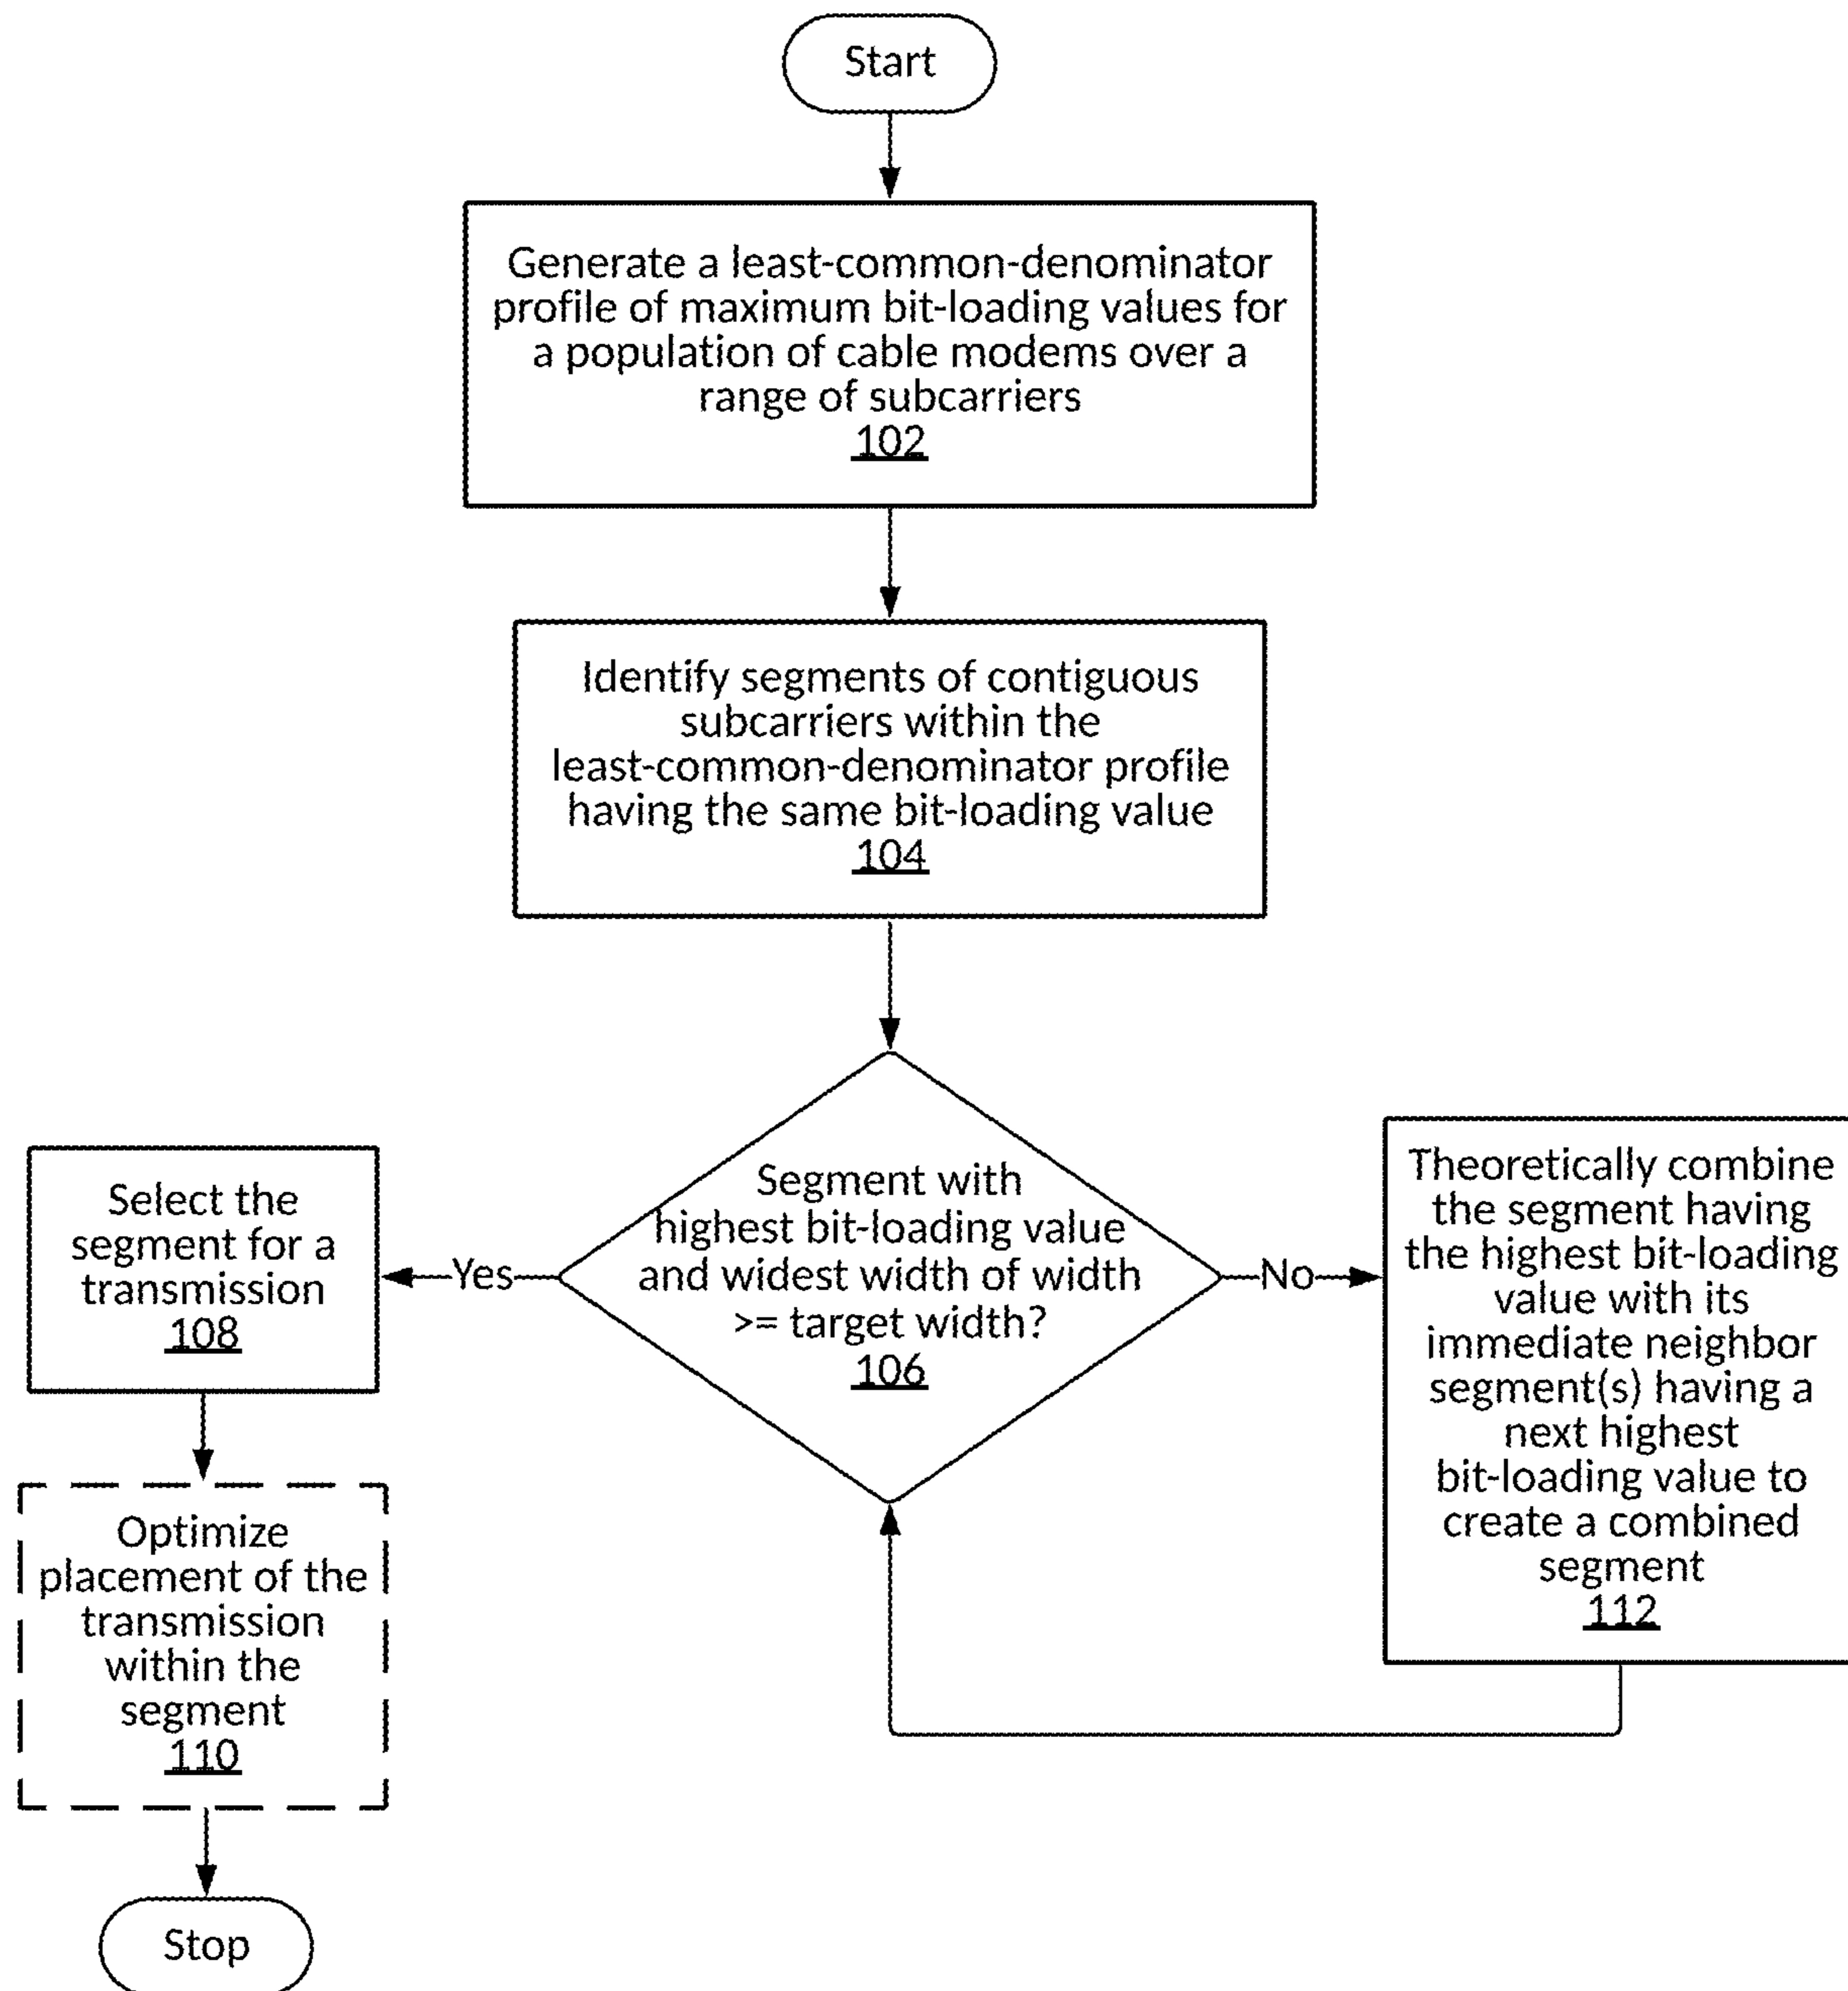 Start
Generate a least-common-denominator
profile of maximum bit-loading values for
a population of cable modems over a
range of subcarriers
102
Identify segments of contiguous
subcarriers within the
least-common-denominator profile
having the same bit-loading value
104
Segment with
highest bit-loading value
and widest width of width
>= target width?
106
Yes
No
Select the
segment for a
transmission
108
Optimize
placement of the
transmission
within the
segment
110
Stop
Theoretically combine
the segment having
the highest bit-loading
value with its
immediate neighbor
segment(s) having a
next highest
bit-loading value to
create a combined
segment
112